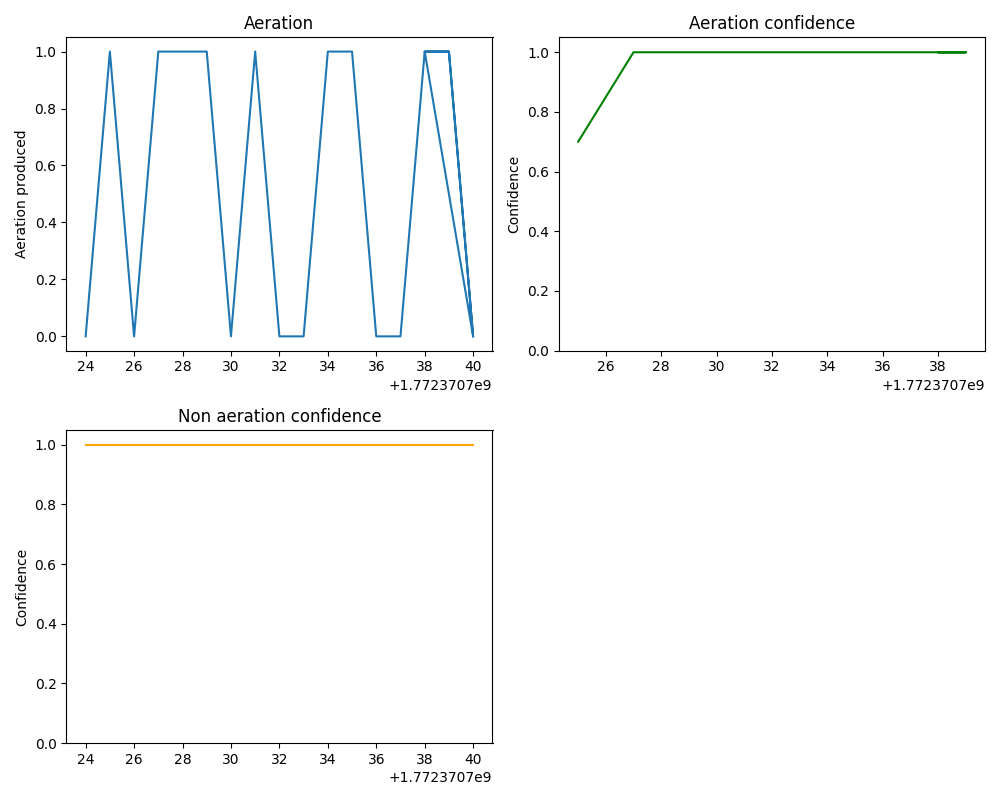 Aeration
Aeration produced
1.0
0.8
0.6
0.4
0.2
0.0
24 26 28 30 32 34 36 38 40
+1.7723707e9
Aeration confidence
Confidence
1.0
0.8
0.6
0.4
0.2
0.0
26 28 30 32 34 36 38
+1.7723707e9
Non aeration confidence
Confidence
1.0
0.8
0.6
0.4
0.2
0.0
24 26 28 30 32 34 36 38 40
+1.7723707e9